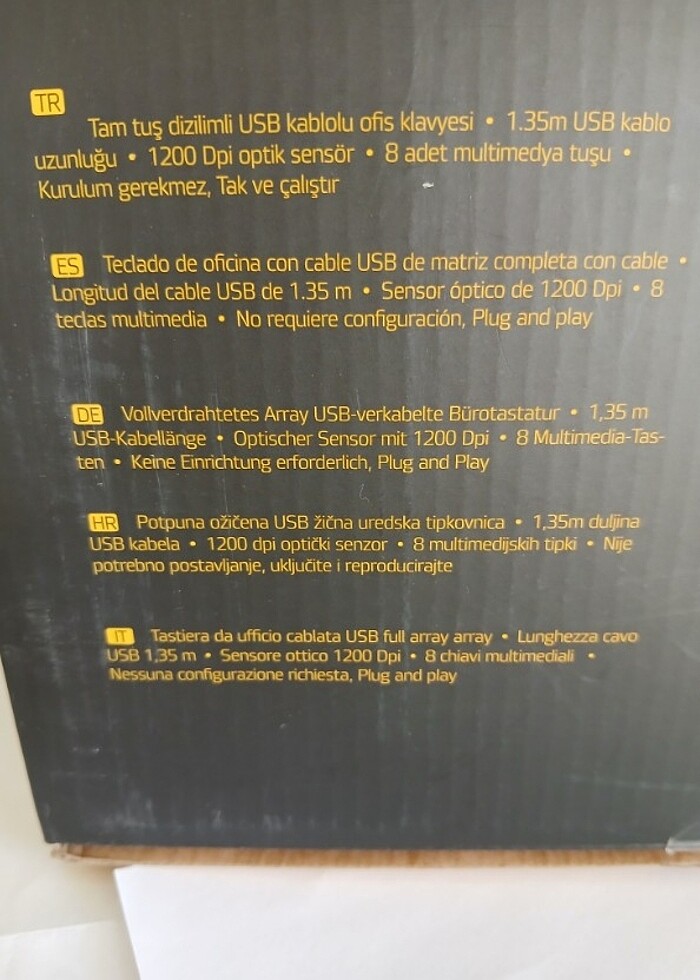 TR
Tam tuş dizilimli USB kablolu ofis klavyesi • 1.35m USB kablo
uzunluğu • 1200 Dpi optik sensör • 8 adet multimedya tuşu •
Kurulum gerekmez, Tak ve çalıştır
ES Teclado de oficina con cable USB de matriz completa con cable •
Longitud del cable USB de 1.35 m • Sensor óptico de 1200 Dpi • 8
teclas multimedia • No requiere configuración, Plug and play
DE Vollverdrahtetes Array USB-verkabelte Bürotastatur • 1,35 m
USB-Kabellänge • Optischer Sensor mit 1200 Dpi • 8 Multimedia-Tas-
ten • Keine Einrichtung erforderlich, Plug and Play
HR Potpuna ožičena USB žična uredska tipkovnica • 1,35m duljina
USB kabela • 1200 dpi optički senzor • 8 multimedijskih tipki • Nije
potrebno postavljanje, uključite i reproducirajte
IT Tastiera da ufficio cablata USB full array array • Lunghezza cavo
USB 1,35 m • Sensore ottico 1200 Dpi • 8 chiavi multimediali •
Nessuna configurazione richiesta, Plug and play